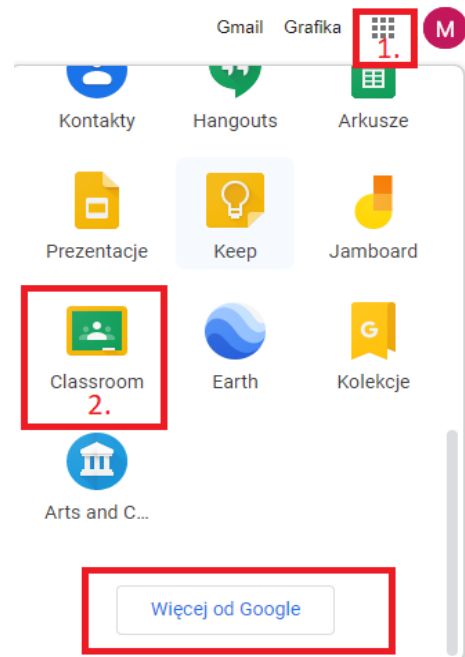 Gmail Grafika M
1.
Kontakty Hangouts Arkusze
Prezentacje Keep Jamboard
G
Classroom Earth Kolekcje
2.
Arts and C...
Więcej od Google